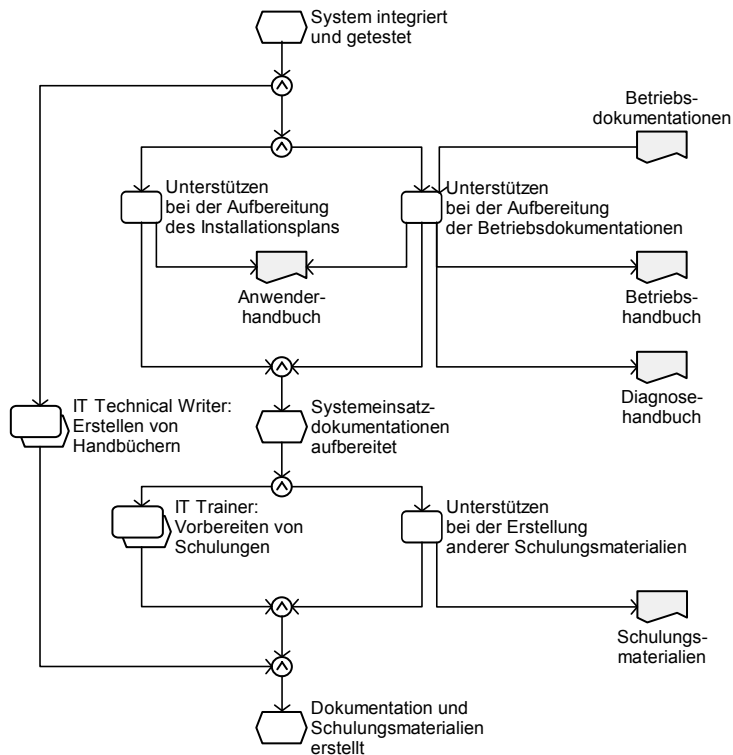 System integriert
und getestet
Betriebs-
dokumentationen
Unterstützen
bei der Aufbereitung
des Installationsplans
Unterstützen
bei der Aufbereitung
der Betriebsdokumentationen
Anwender-
handbuch
Betriebs-
handbuch
Diagnose-
handbuch
IT Technical Writer:
Erstellen von
Handbüchern
Systemeinsatz-
dokumentationen
aufbereitet
IT Trainer:
Vorbereiten von
Schulungen
Unterstützen
bei der Erstellung
anderer Schulungsmaterialien
Schulungs-
materialien
Dokumentation und
Schulungsmaterialien
erstellt